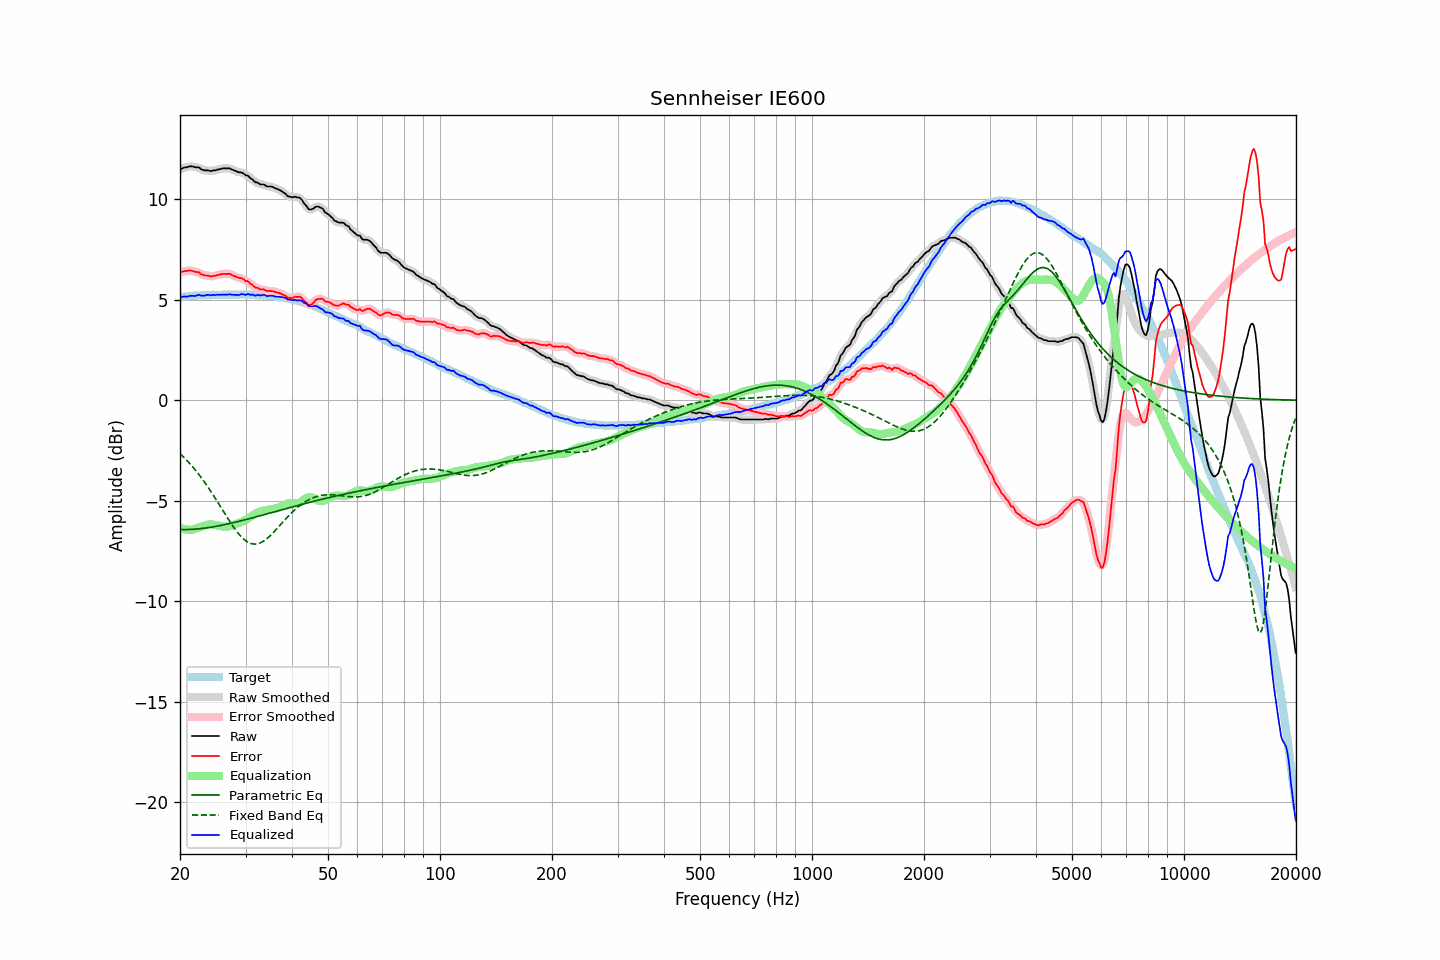 Sennheiser IE600
Amplitude (dBr)
10
5
0
−5
−10
−15
−20
Target
Raw Smoothed
Error Smoothed
Raw
Error
Equalization
Parametric Eq
Fixed Band Eq
Equalized
20 50 100 200 500 1000 2000 5000 10000 20000
Frequency (Hz)